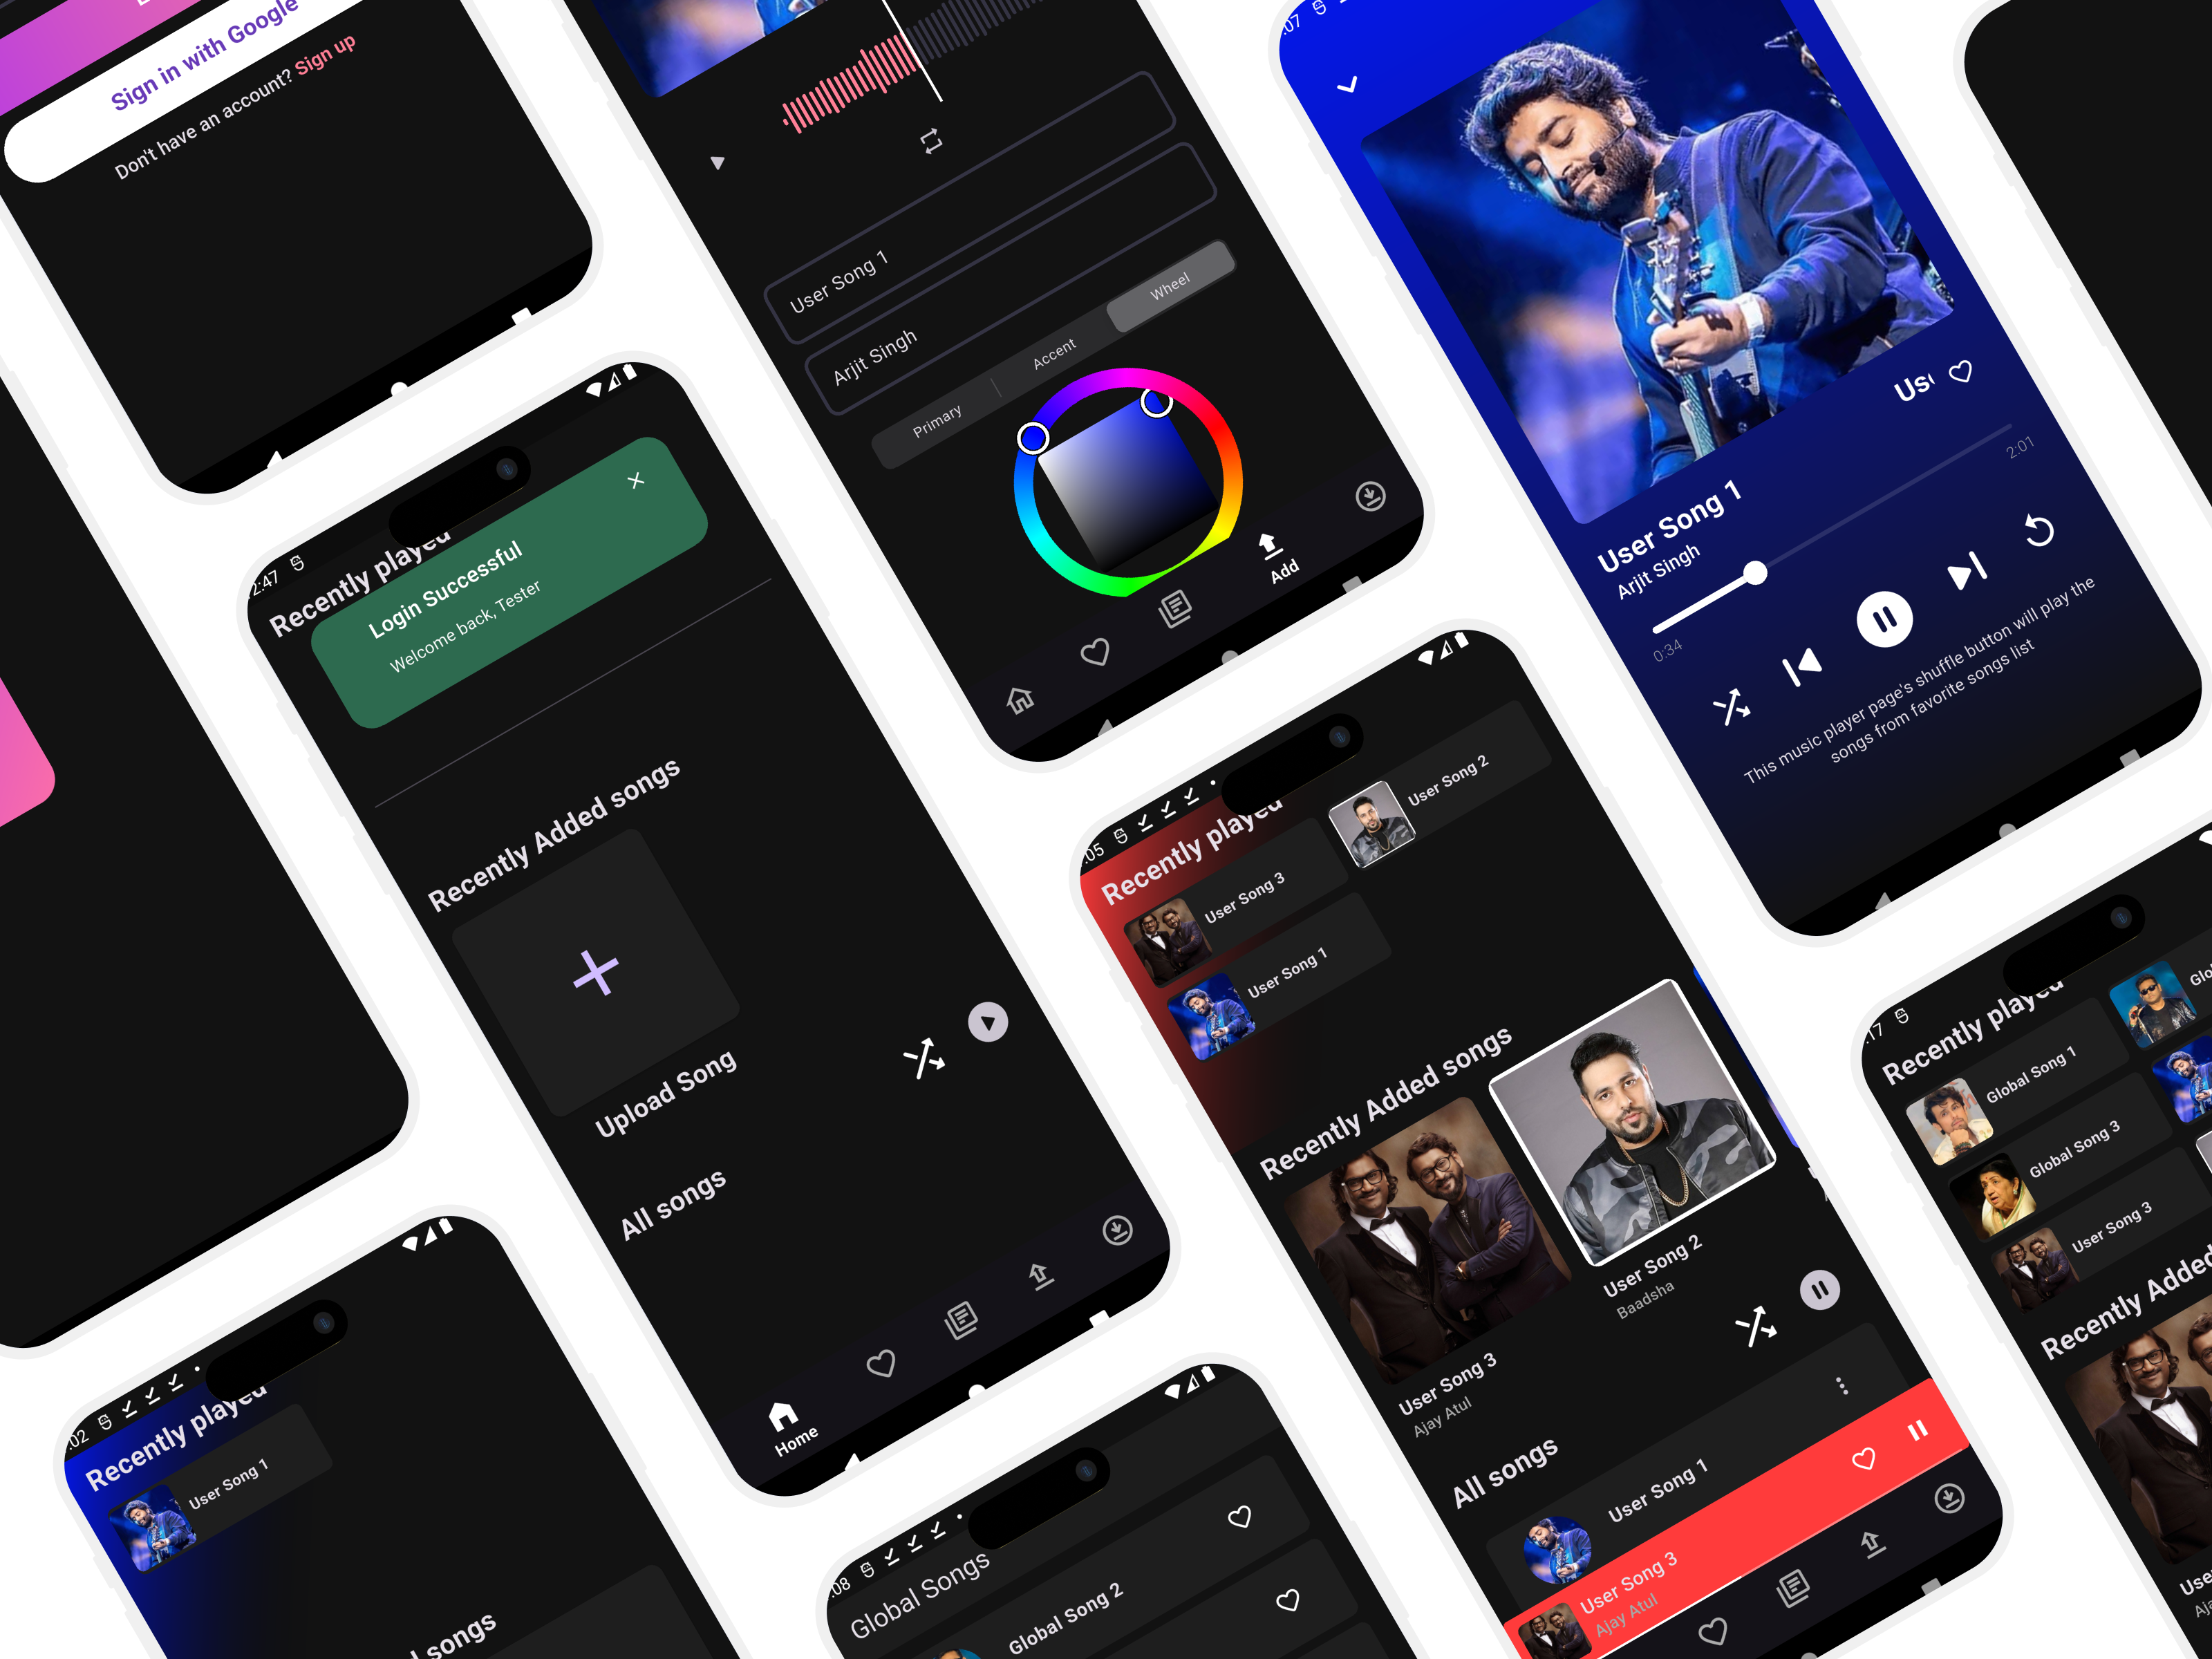 Sign in with Google
Don't have an account? Sign up
2:47
Recently played
Login Successful
Welcome back, Tester
Recently Added songs
Upload Song
All songs
Home
User Song 1
Arjit Singh
Primary
Accent
Wheel
Add
:07
User Song 1
Arjit Singh
0:34
2:01
This music player page's shuffle button will play the
songs from favorite songs list
:05
Recently played
User Song 3
User Song 2
User Song 1
Recently Added songs
User Song 3
Ajay Atul
User Song 2
Baadsha
All songs
User Song 1
User Song 3
Ajay Atul
:02
Recently played
User Song 1
songs
:08
Global Songs
Global Song 2
:17
Recently played
Global Song 1
Global Song 3
User Song 3
Recently Added